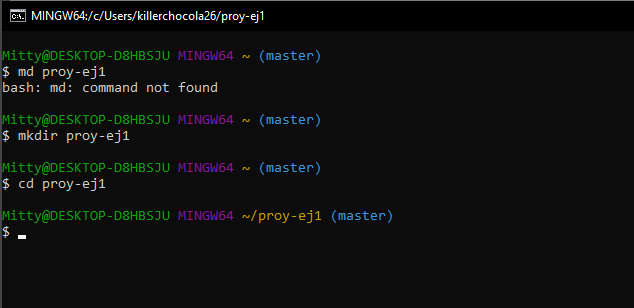 MINGW64:/c/Users/killerchocola26/proy-ej1
Mitty@DESKTOP-D8HBSJU MINGW64 ~ (master)
$ md proy-ej1
bash: md: command not found
Mitty@DESKTOP-D8HBSJU MINGW64 ~ (master)
$ mkdir proy-ej1
Mitty@DESKTOP-D8HBSJU MINGW64 ~ (master)
$ cd proy-ej1
Mitty@DESKTOP-D8HBSJU MINGW64 ~/proy-ej1 (master)
$